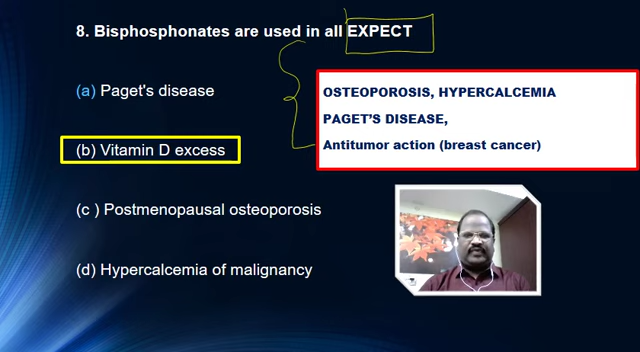 8. Bisphosphonates are used in all EXPECT
(a) Paget's disease
(b) Vitamin D excess
(c ) Postmenopausal osteoporosis
(d) Hypercalcemia of malignancy
OSTEOPOROSIS, HYPERCALCEMIA
PAGET'S DISEASE,
Antitumor action (breast cancer)